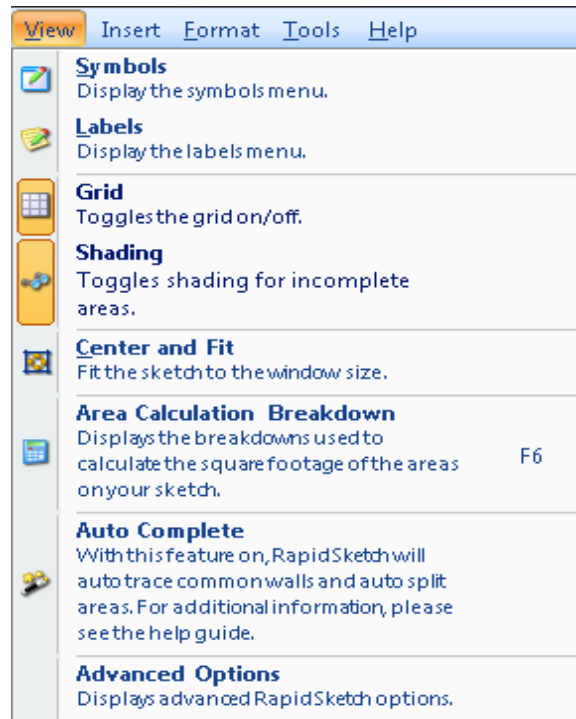 View Insert Format Tools Help
Symbols
Display the symbols menu.
Labels
Display the labels menu.
Grid
Toggles the grid on/off.
Shading
Toggles shading for incomplete
areas.
Center and Fit
Fit the sketch to the window size.
Area Calculation Breakdown
Displays the breakdowns used to
calculate the square footage of the areas
on your sketch.
F6
Auto Complete
With this feature on, RapidSketch will
auto trace common walls and auto split
areas. For additional information, please
see the help guide.
Advanced Options
Displays advanced RapidSketch options.